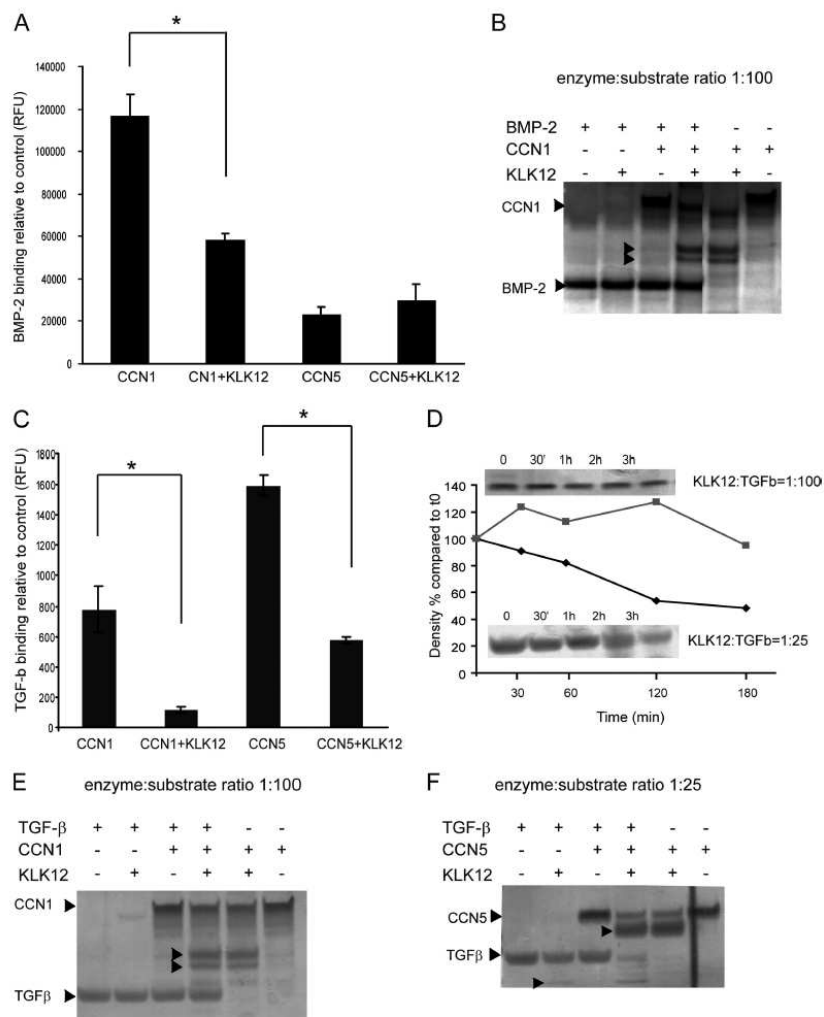 A
*
BMP-2 binding relative to control (RFU)
140000
120000
100000
80000
60000
40000
20000
0
CCN1 CN1+KLK12 CCN5 CCN5+KLK12
B
enzyme:substrate ratio 1:100
BMP-2 + + + + - -
CCN1 - - + + + +
KLK12 - + - + + -
CCN1
BMP-2
C
*
*
TGF-b binding relative to control (RFU)
1800
1600
1400
1200
1000
800
600
400
200
0
CCN1 CCN1+KLK12 CCN5 CCN5+KLK12
D
0 30' 1h 2h 3h
KLK12:TGFb=1:100
Density % compared to t0
140
120
100
80
60
40
20
0
0 30' 1h 2h 3h
KLK12:TGFb=1:25
30 60 120 180
Time (min)
E
enzyme:substrate ratio 1:100
TGF-β + + + + - -
CCN1 - - + + + +
KLK12 - + - + + -
CCN1
TGFβ
F
enzyme:substrate ratio 1:25
TGF-β + + + + - -
CCN5 - - + + + +
KLK12 - + - + + -
CCN5
TGFβ